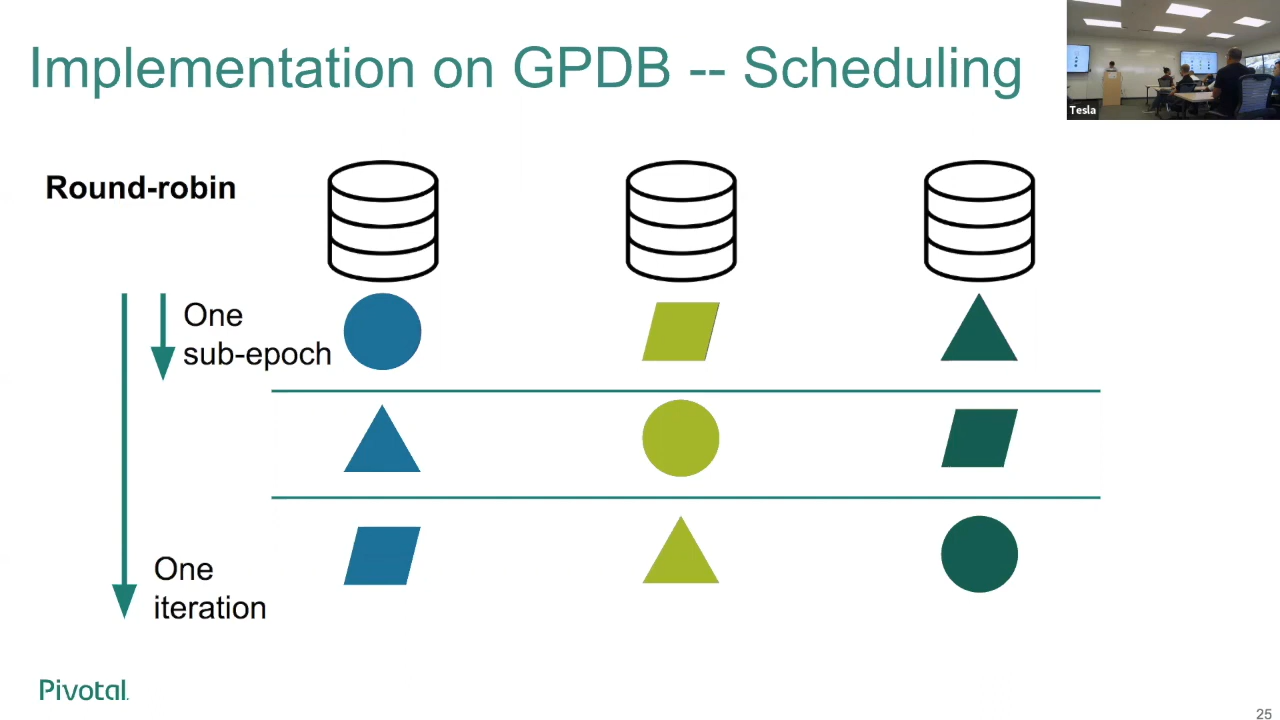 Implementation on GPDB -- Scheduling
Tesla
Round-robin
One
sub-epoch
One
iteration
Pivotal.
25